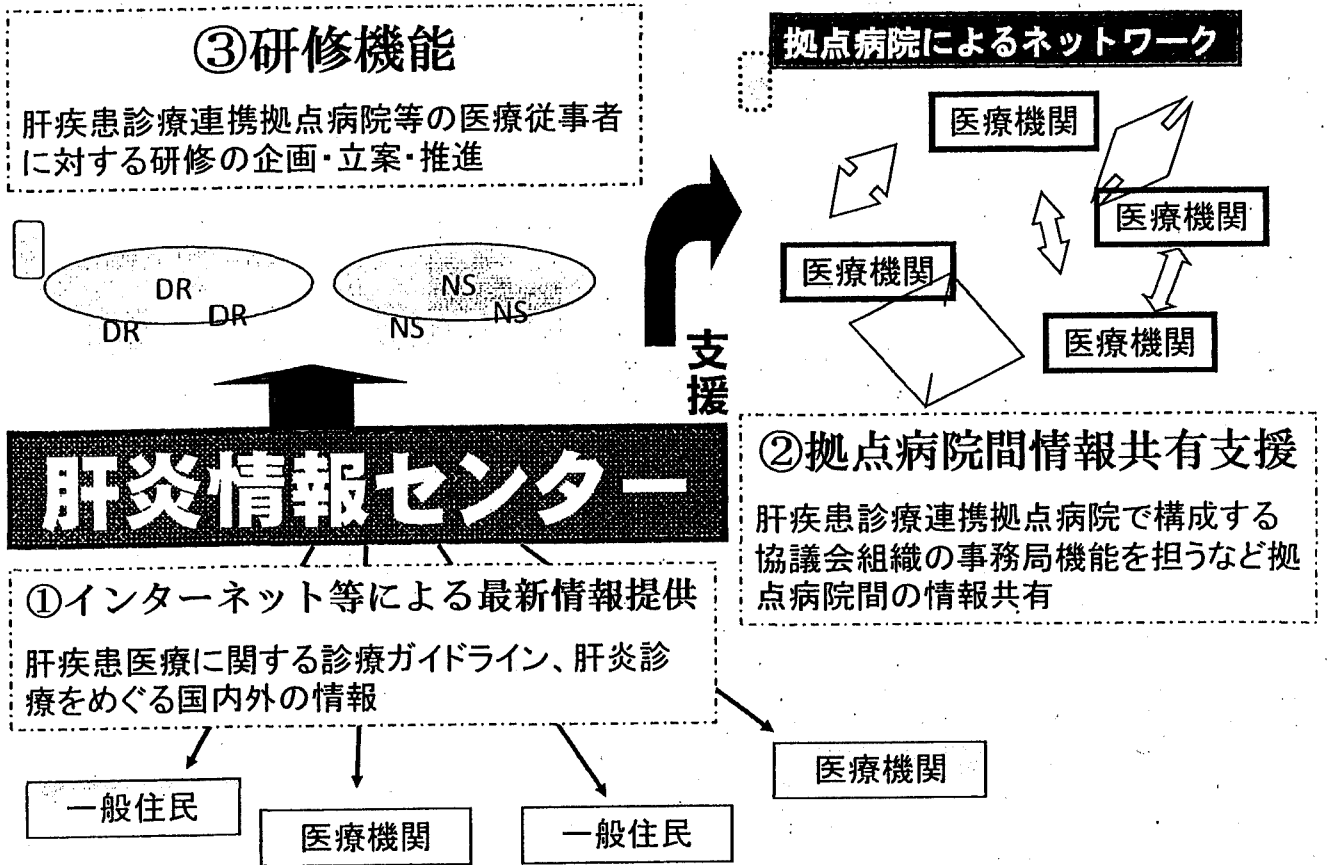 ③研修機能
肝疾患診療連携拠点病院等の医療従事者
に対する研修の企画・立案・推進
DR
DR
DR
NS
NS
NS
拠点病院によるネットワーク
医療機関
医療機関
医療機関
医療機関
支援
肝炎情報センター
②拠点病院間情報共有支援
肝疾患診療連携拠点病院で構成する
協議会組織の事務局機能を担うなど拠
点病院間の情報共有
①インターネット等による最新情報提供
肝疾患医療に関する診療ガイドライン、肝炎診
療をめぐる国内外の情報
一般住民
医療機関
一般住民
医療機関